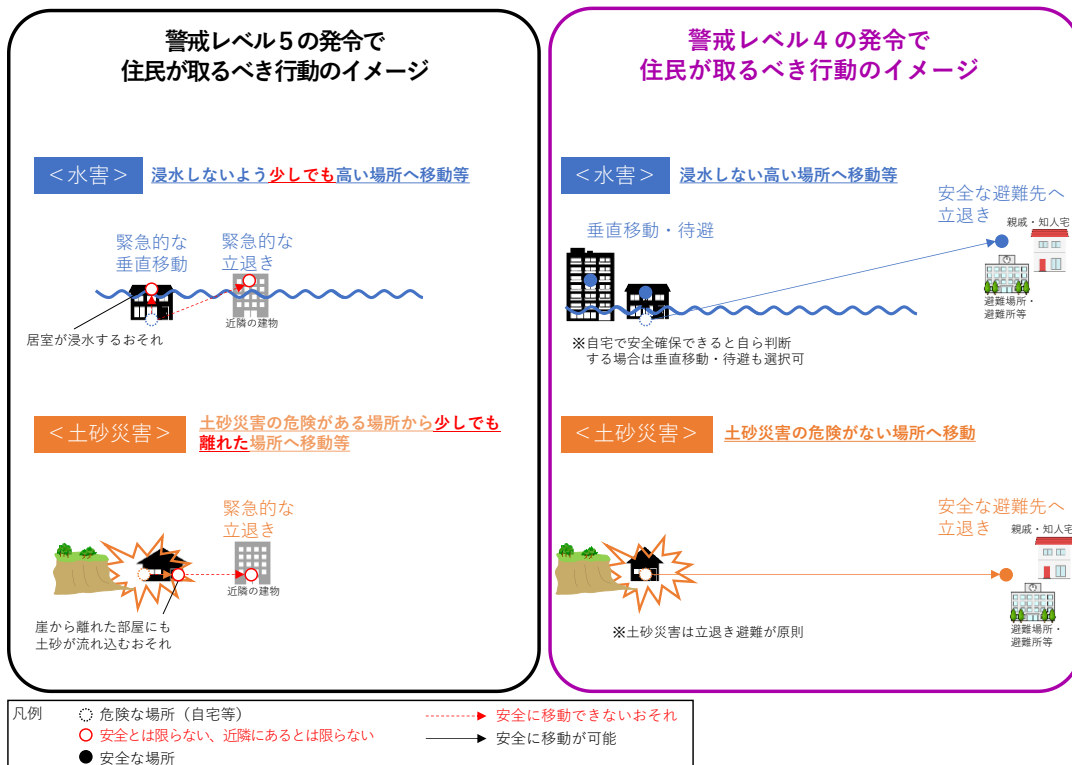 警戒レベル５の発令で
住民が取るべき行動のイメージ
＜水害＞
浸水しないよう少しでも高い場所へ移動等
緊急的な
垂直移動
緊急的な
立退き
近隣の建物
居室が浸水するおそれ
＜土砂災害＞
土砂災害の危険がある場所から少しでも
離れた場所へ移動等
緊急的な
立退き
近隣の建物
崖から離れた部屋にも
土砂が流れ込むおそれ
警戒レベル４の発令で
住民が取るべき行動のイメージ
＜水害＞
浸水しない高い場所へ移動等
安全な避難先へ
立退き
親戚・知人宅
垂直移動・待避
避難場所・
避難所等
※自宅で安全確保できると自ら判断
する場合は垂直移動・待避も選択可
＜土砂災害＞
土砂災害の危険がない場所へ移動
安全な避難先へ
立退き
親戚・知人宅
避難場所・
避難所等
※土砂災害は立退き避難が原則
凡例
危険な場所（自宅等）
安全とは限らない、近隣にあるとは限らない
安全な場所
安全に移動できないおそれ
安全に移動が可能